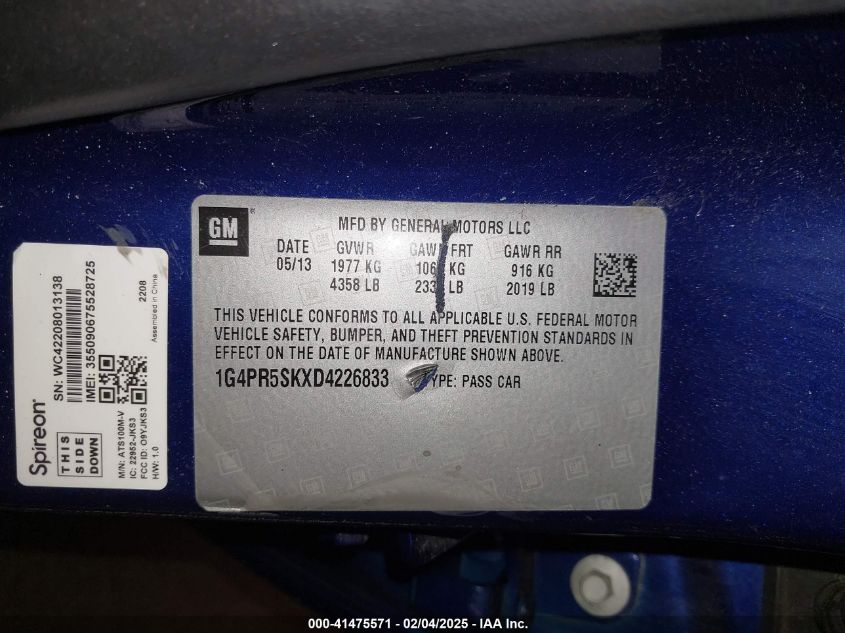 GM
MFD BY GENERAL MOTORS LLC
DATE GVWR GAWR FRT GAWR RR
05/13 1977 KG KG 916 KG
4358 LB LB 2019 LB
THIS VEHICLE CONFORMS TO ALL APPLICABLE U.S. FEDERAL MOTOR
VEHICLE SAFETY, BUMPER, AND THEFT PREVENTION STANDARDS IN
EFFECT ON THE DATE OF MANUFACTURE SHOWN ABOVE.
1G4PR5SKXD4226833 TYPE: PASS CAR
Spireon®
THIS
SIDE
DOWN
SN: WC42208013138
IMEI: 355090675528725
2208
Assembled in China
M/N: ATS100M-V
IC: 22952-JKS3
FCC ID: O9YJKS3
H/W: 1.0
000-41475571 - 02/04/2025 - IAA Inc.